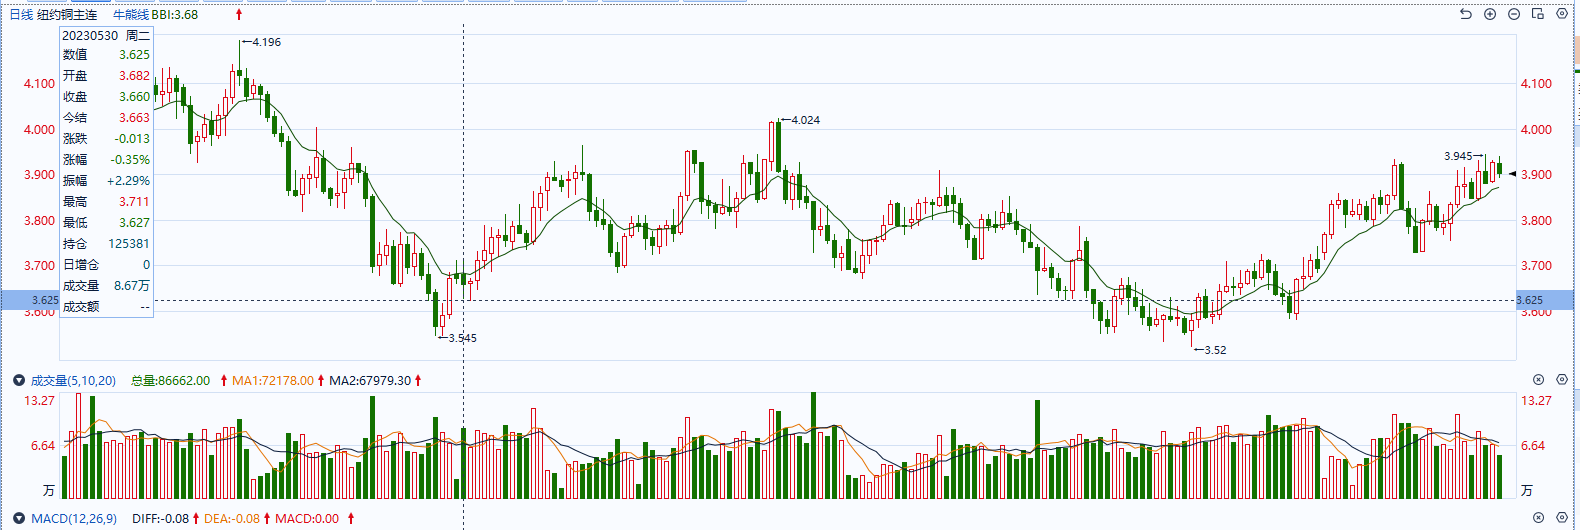 日线 纽约铜主连 牛熊线 BBI:3.68
20230530 周二
数值 3.625
开盘 3.682
收盘 3.660
今结 3.663
涨跌 -0.013
涨幅 -0.35%
振幅 +2.29%
最高 3.711
最低 3.627
持仓 125381
日增仓 0
成交量 8.67万
成交额 --
4.196
4.024
3.945
3.545
3.52
4.100
4.000
3.900
3.800
3.700
3.625
3.600
4.100
4.000
3.900
3.800
3.700
3.625
3.600
成交量(5,10,20) 总量:86662.00 MA1:72178.00 MA2:67979.30
13.27
6.64
万
13.27
6.64
万
MACD(12,26,9) DIFF:-0.08 DEA:-0.08 MACD:0.00